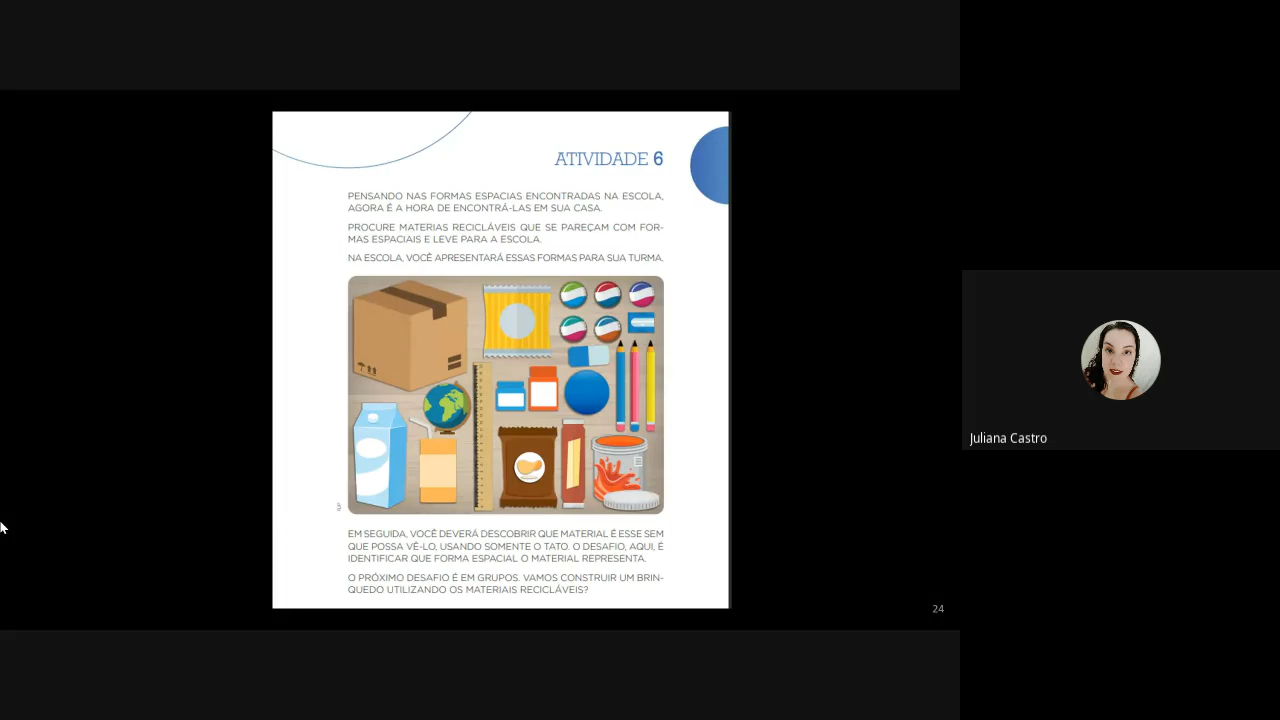 ATIVIDADE 6
PENSANDO NAS FORMAS ESPACIAS ENCONTRADAS NA ESCOLA,
AGORA É A HORA DE ENCONTRÁ-LAS EM SUA CASA.
PROCURE MATERIAS RECICLÁVEIS QUE SE PAREÇAM COM FOR-
MAS ESPACIAIS E LEVE PARA A ESCOLA.
NA ESCOLA, VOCÊ APRESENTARÁ ESSAS FORMAS PARA SUA TURMA.
EM SEGUIDA, VOCÊ DEVERÁ DESCOBRIR QUE MATERIAL É ESSE SEM
QUE POSSA VÊ-LO, USANDO SOMENTE O TATO. O DESAFIO, AQUI, É
IDENTIFICAR QUE FORMA ESPACIAL O MATERIAL REPRESENTA.
O PRÓXIMO DESAFIO É EM GRUPOS. VAMOS CONSTRUIR UM BRIN-
QUEDO UTILIZANDO OS MATERIAIS RECICLÁVEIS?
24
Juliana Castro